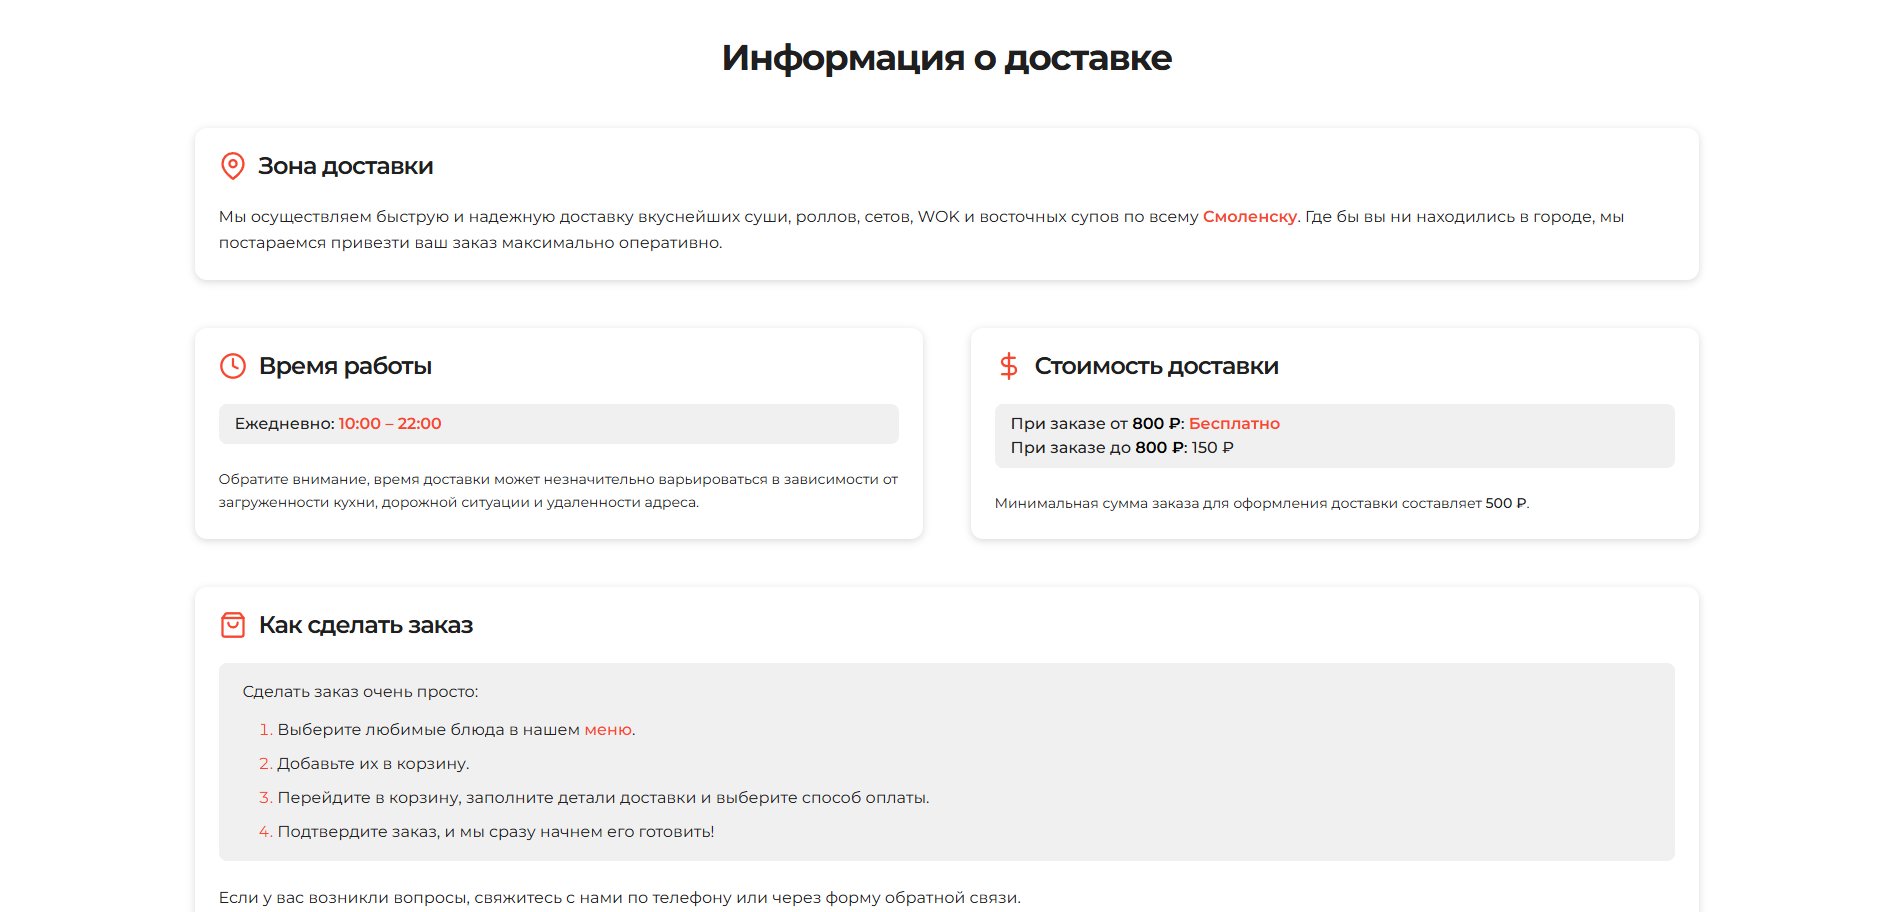 Информация о доставке
Зона доставки
Мы осуществляем быструю и надежную доставку вкуснейших суши, роллов, сетов, WOK и восточных супов по всему Смоленску. Где бы вы ни находились в городе, мы
постараемся привезти ваш заказ максимально оперативно.
Время работы
Ежедневно: 10:00 – 22:00
Обратите внимание, время доставки может незначительно варьироваться в зависимости от
загруженности кухни, дорожной ситуации и удаленности адреса.
Стоимость доставки
При заказе от 800 ₽: Бесплатно
При заказе до 800 ₽: 150 ₽
Минимальная сумма заказа для оформления доставки составляет 500 ₽.
Как сделать заказ
Сделать заказ очень просто:
1. Выберите любимые блюда в нашем меню.
2. Добавьте их в корзину.
3. Перейдите в корзину, заполните детали доставки и выберите способ оплаты.
4. Подтвердите заказ, и мы сразу начнем его готовить!
Если у вас возникли вопросы, свяжитесь с нами по телефону или через форму обратной связи.